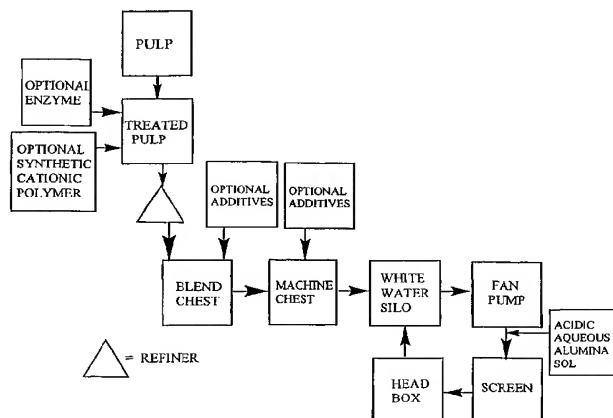 PULP
OPTIONAL
ENZYME
TREATED
PULP
OPTIONAL
SYNTHETIC
CATIONIC
POLYMER
OPTIONAL
ADDITIVES
OPTIONAL
ADDITIVES
BLEND
CHEST
MACHINE
CHEST
WHITE
WATER
SILO
FAN
PUMP
ACIDIC
AQUEOUS
ALUMINA
SOL
= REFINER
HEAD
BOX
SCREEN